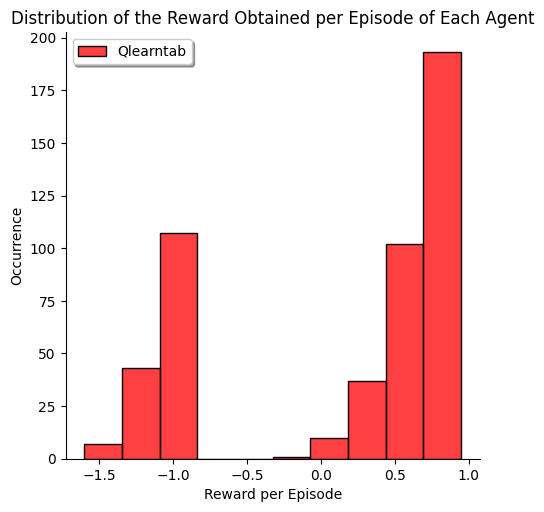 Distribution of the Reward Obtained per Episode of Each Agent
Qlearntab
200
175
150
125
100
75
50
25
0
Occurrence
−1.5 −1.0 −0.5 0.0 0.5 1.0
Reward per Episode